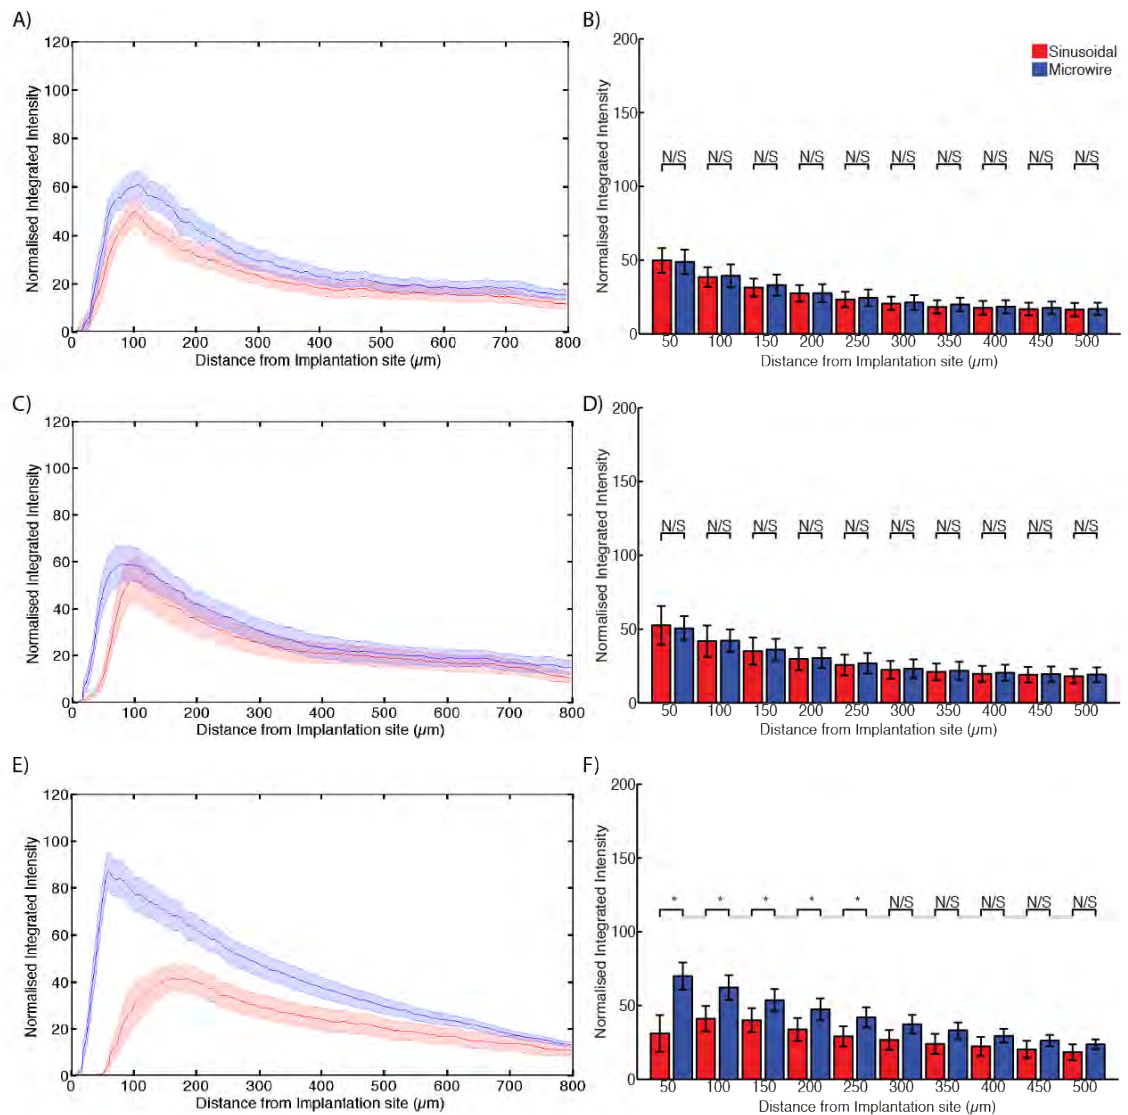 A)
120
100
80
60
40
20
0
Normalised Integrated Intensity
0 100 200 300 400 500 600 700 800
Distance from Implantation site (µm)
B)
200
150
100
50
0
Normalised Integrated Intensity
Sinusoidal
Microwire
N/S N/S N/S N/S N/S N/S N/S N/S N/S N/S
50 100 150 200 250 300 350 400 450 500
Distance from Implantation site (µm)
C)
120
100
80
60
40
20
0
Normalised Integrated Intensity
0 100 200 300 400 500 600 700 800
Distance from Implantation site (µm)
D)
200
150
100
50
0
Normalised Integrated Intensity
N/S N/S N/S N/S N/S N/S N/S N/S N/S N/S
50 100 150 200 250 300 350 400 450 500
Distance from Implantation site (µm)
E)
120
100
80
60
40
20
0
Normalised Integrated Intensity
0 100 200 300 400 500 600 700 800
Distance from Implantation site (µm)
F)
200
150
100
50
0
Normalised Integrated Intensity
* * * * * N/S N/S N/S N/S N/S
50 100 150 200 250 300 350 400 450 500
Distance from Implantation site (µm)